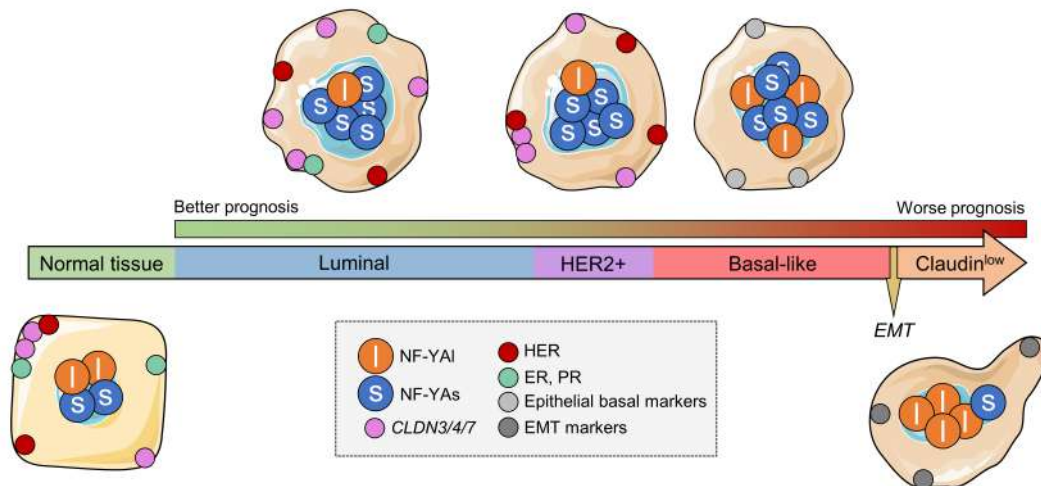 I
S
S
S
S
S
S
I
S
S
S
S
S
S
I
I
S
S
S
S
I
Better prognosis
Worse prognosis
Normal tissue
Luminal
HER2+
Basal-like
Claudinlow
EMT
I
I
S
S
I NF-YAl
S NF-YAs
CLDN3/4/7
HER
ER, PR
Epithelial basal markers
EMT markers
I
I
I
I
I
S